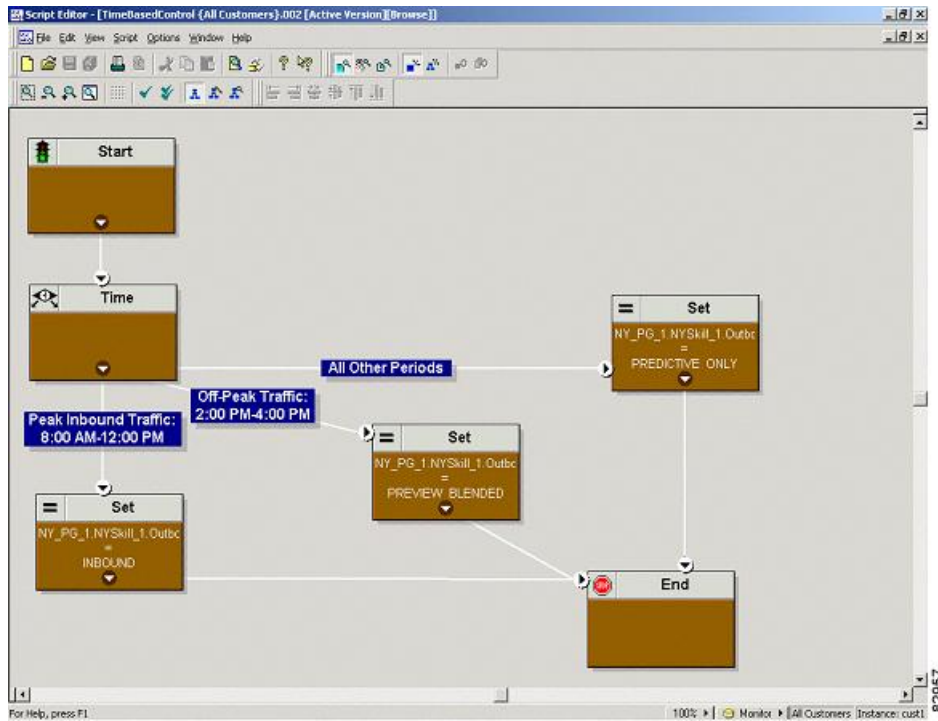 Script Editor - [TimeBasedControl {All Customers}.002 [Active Version][Browse]]
File Edit View Script Options Window Help
Start
Time
Set
NY_PG_1.NYSkill_1.Outbc
=
PREDICTIVE_ONLY
All Other Periods
Off-Peak Traffic:
2:00 PM-4:00 PM
Peak Inbound Traffic:
8:00 AM-12:00 PM
Set
NY_PG_1.NYSkill_1.Outbc
=
PREVIEW_BLENDED
Set
NY_PG_1.NYSkill_1.Outbc
=
INBOUND
End
For Help, press F1
100% Monitor All Customers Instance: cust1
82957